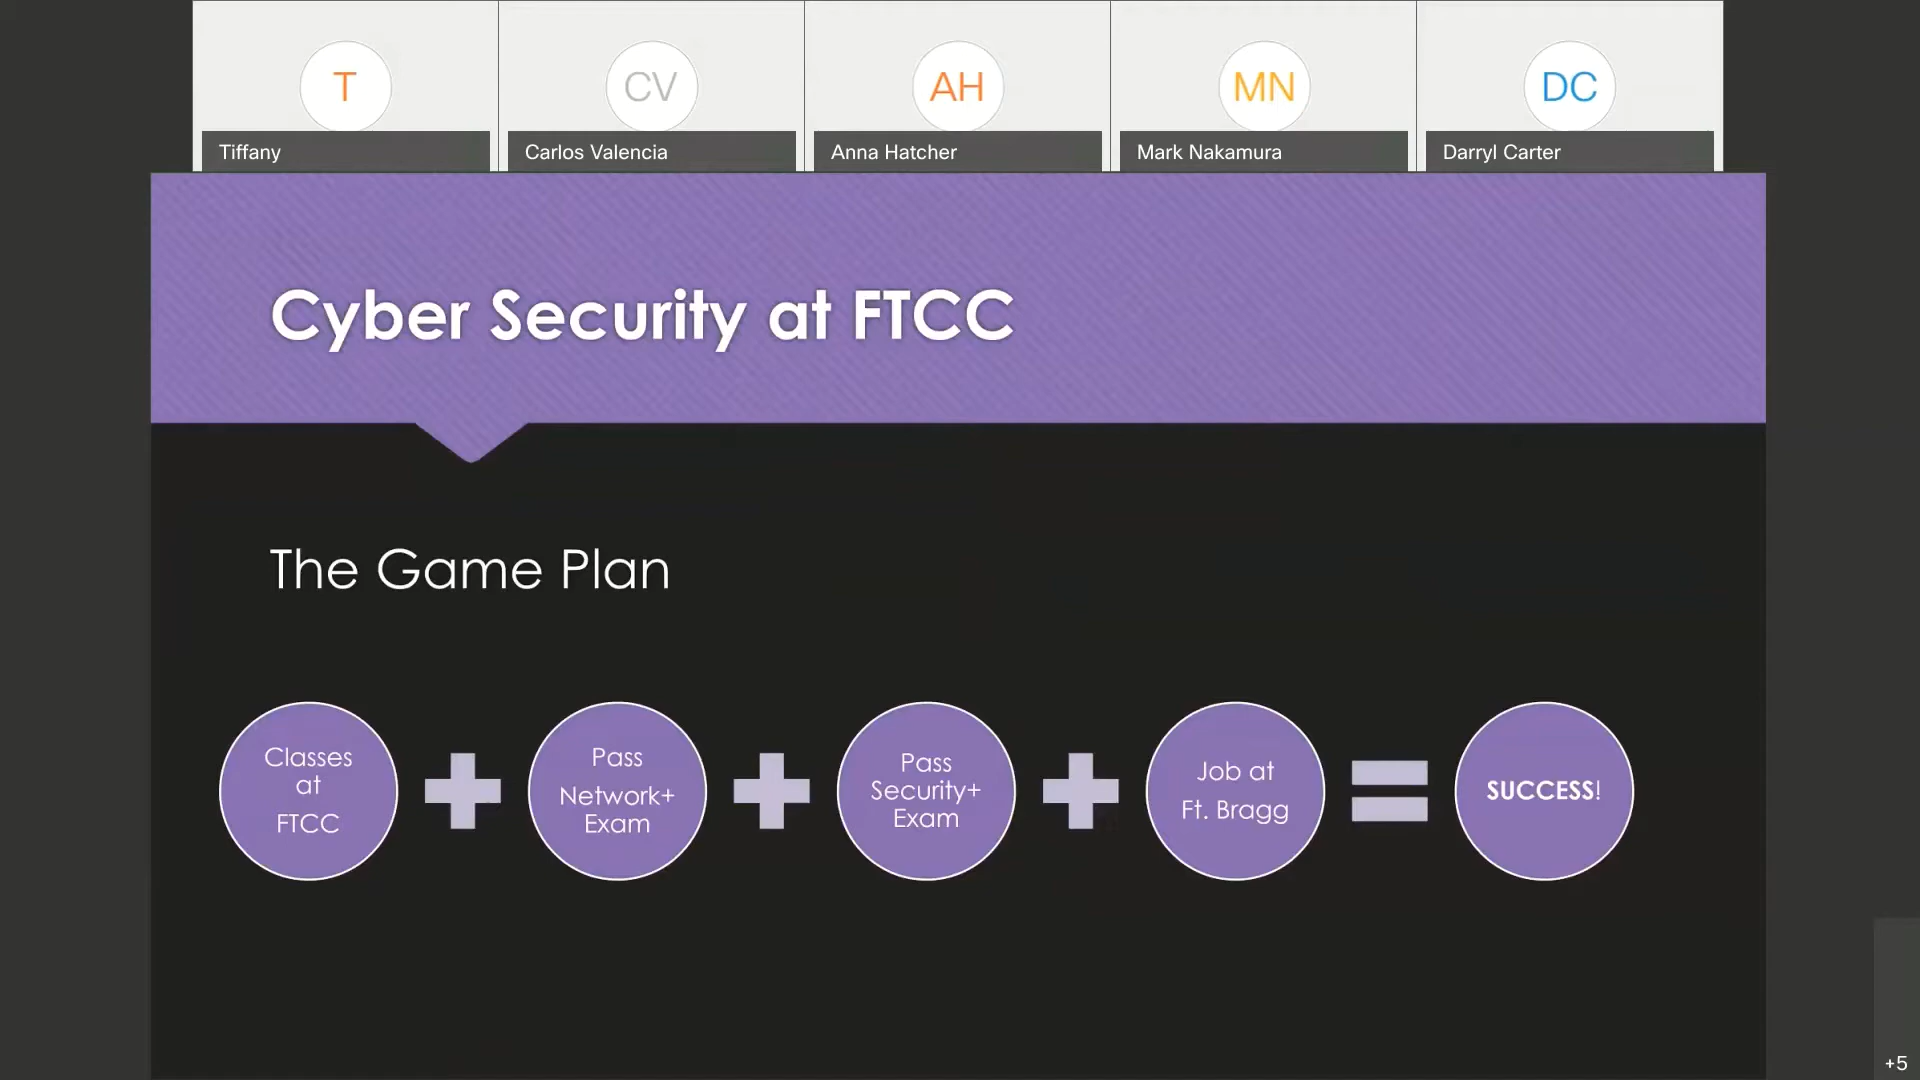 T
CV
AH
MN
DC
Tiffany
Carlos Valencia
Anna Hatcher
Mark Nakamura
Darryl Carter
Cyber Security at FTCC
The Game Plan
Classes
at
FTCC
Pass
Network+
Exam
Pass
Security+
Exam
Job at
Ft. Bragg
SUCCESS!
+5